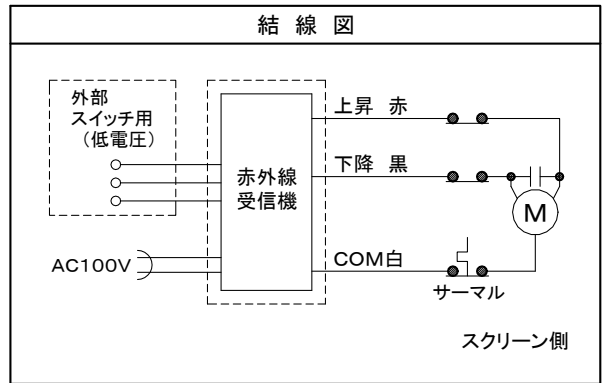 結線図
外部
スイッチ用
（低電圧）
赤外線
受信機
AC100V
上昇 赤
下降 黒
COM白
サーマル
M
スクリーン側